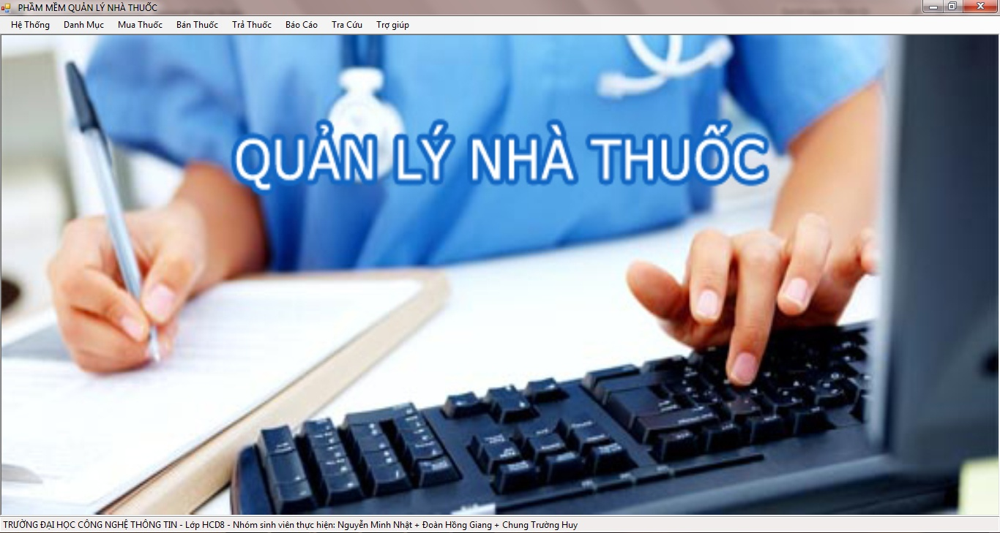 PHẦM MỀM QUẢN LÝ NHÀ THUỐC
Hệ Thống Danh Mục Mua Thuốc Bán Thuốc Trả Thuốc Báo Cáo Tra Cứu Trợ giúp
QUẢN LÝ NHÀ THUỐC
TRƯỜNG ĐẠI HỌC CÔNG NGHỆ THÔNG TIN - Lớp HCD8 - Nhóm sinh viên thực hiện: Nguyễn Minh Nhật + Đoàn Hồng Giang + Chung Trường Huy